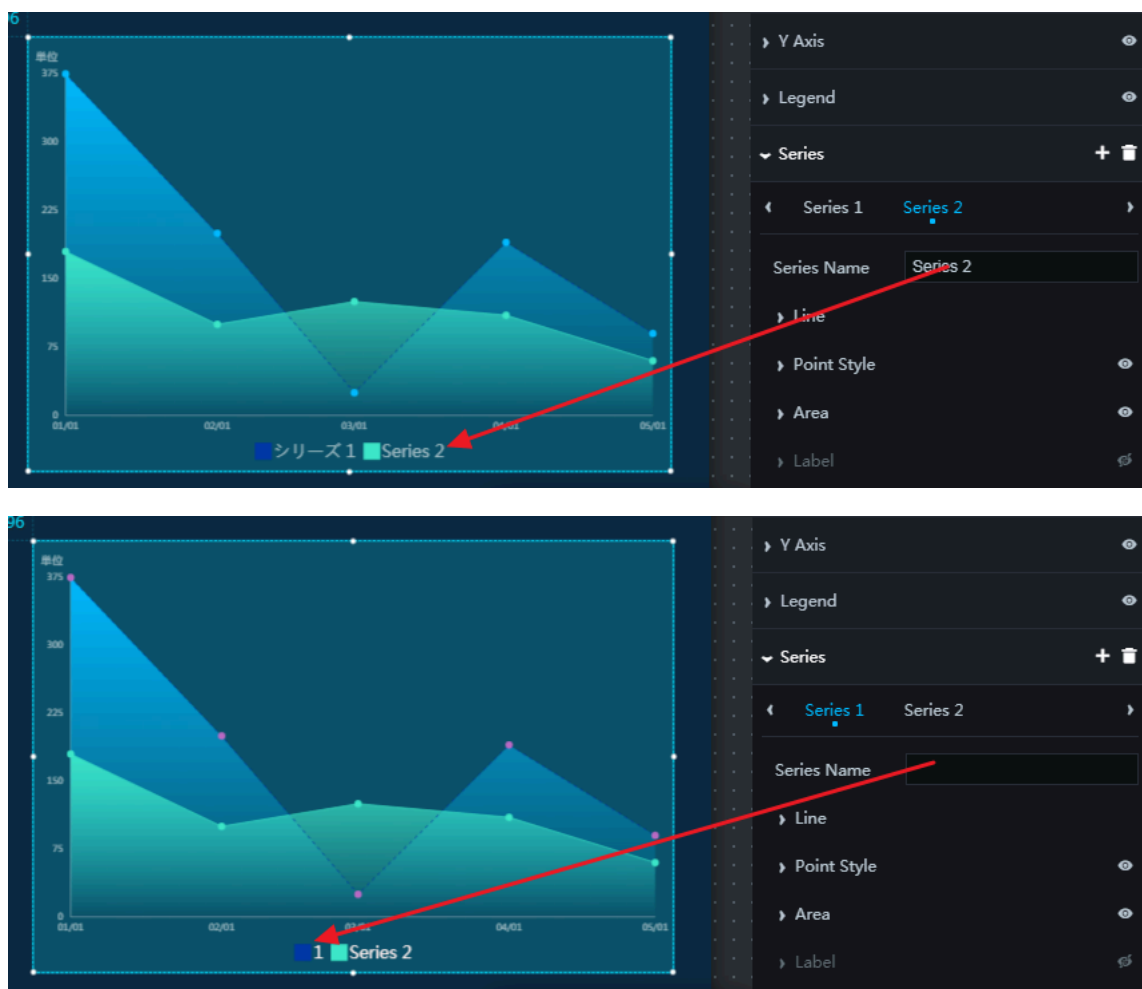 96
Y Axis
単位
375
Legend
300
Series
225
Series 1 Series 2
150
Series Name Series 2
Line
75
Point Style
0
01/01 02/01 03/01 04/01 05/01
Area
シリーズ 1 Series 2
Label
96
Y Axis
単位
375
Legend
300
Series
225
Series 1 Series 2
150
Series Name
Line
75
Point Style
0
01/01 02/01 03/01 04/01 05/01
Area
1 Series 2
Label